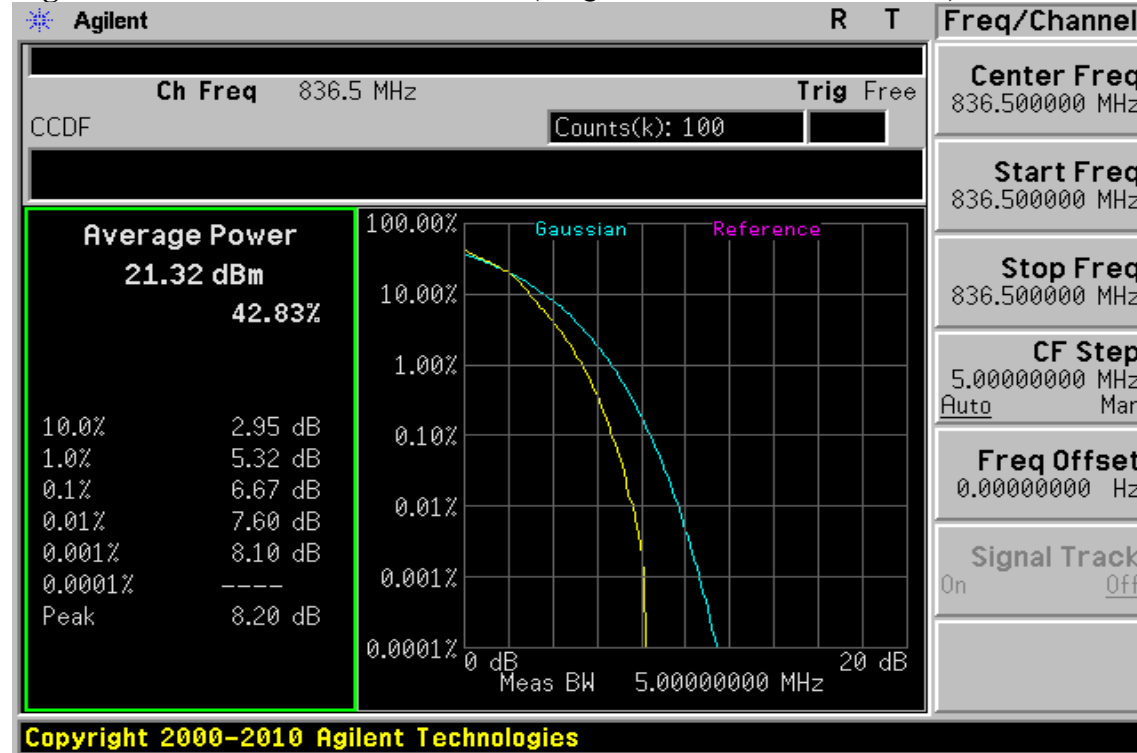 Agilent R T Freq/Channel
Ch Freq 836.5 MHz Trig Free
CCDF Counts(k): 100
Average Power
21.32 dBm
42.83%
10.0% 2.95 dB
1.0% 5.32 dB
0.1% 6.67 dB
0.01% 7.60 dB
0.001% 8.10 dB
0.0001% ----
Peak 8.20 dB
Gaussian Reference
100.00%
10.00%
1.00%
0.10%
0.01%
0.001%
0.0001%
0 dB 20 dB
Meas BW 5.00000000 MHz
Center Freq
836.500000 MHz
Start Freq
836.500000 MHz
Stop Freq
836.500000 MHz
CF Step
5.00000000 MHz
Auto Man
Freq Offset
0.00000000 Hz
Signal Track
On Off
Copyright 2000-2010 Agilent Technologies